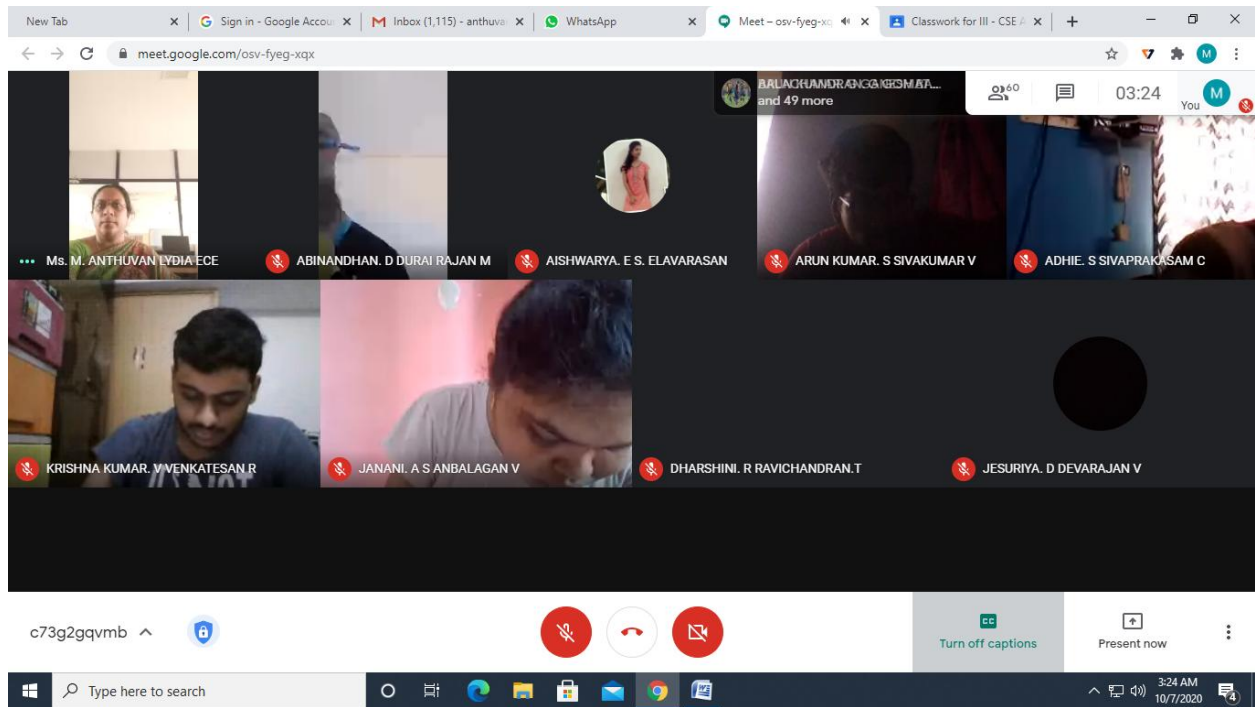 New Tab
Sign in - Google Accou
Inbox (1,115) - anthuva
WhatsApp
Meet – osv-fyeg-xq
Classwork for III - CSE A
meet.google.com/osv-fyeg-xqx
M
and 49 more
60
03:24
You
M
Ms. M. ANTHUVAN LYDIA ECE
ABINANDHAN. D DURAI RAJAN M
AISHWARYA. E S. ELAVARASAN
ARUN KUMAR. S SIVAKUMAR V
ADHIE. S SIVAPRAKASAM C
KRISHNA KUMAR. V VENKATESAN R
JANANI. A S ANBALAGAN V
DHARSHINI. R RAVICHANDRAN.T
JESURIYA. D DEVARAJAN V
c73g2gqvmb
CC
Turn off captions
Present now
Type here to search
3:24 AM
10/7/2020
4